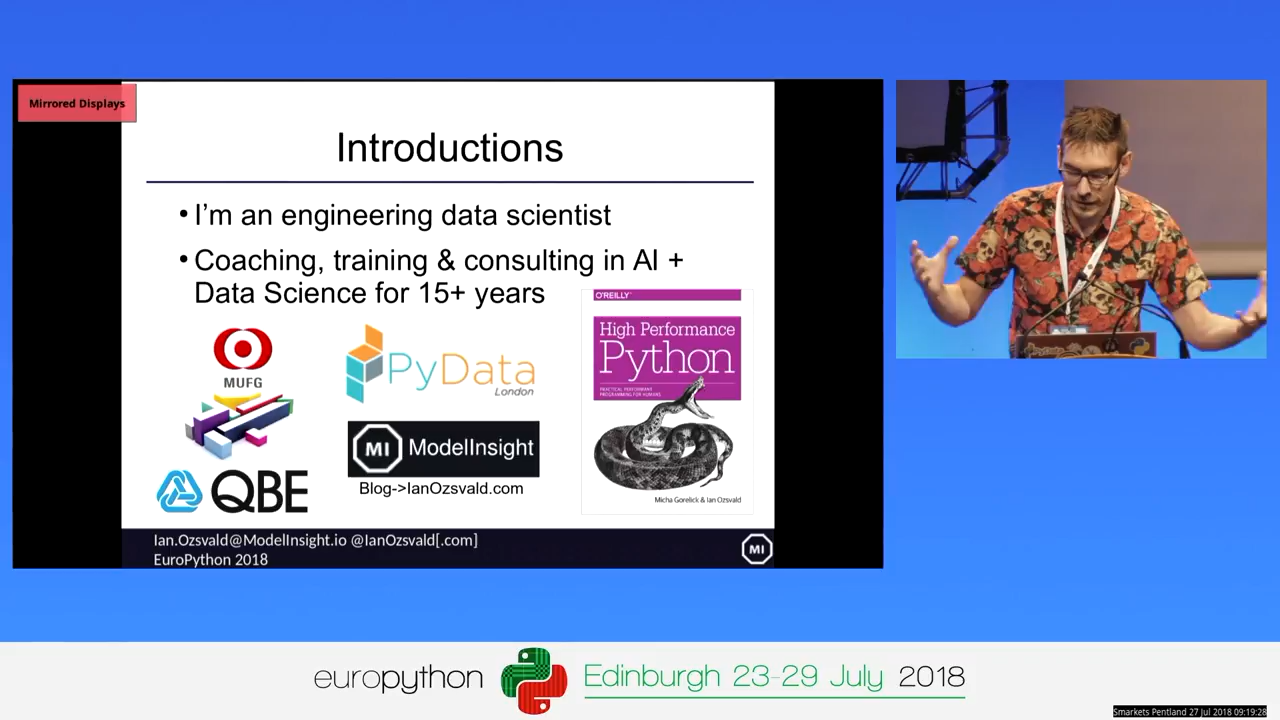 Mirrored Displays
Introductions
•I'm an engineering data scientist
•Coaching, training & consulting in AI +
Data Science for 15+ years
O'REILLY
High Performance
Python
PRACTICAL PERFORMANT
PROGRAMMING FOR HUMANS
Micha Gorelick & Ian Ozsvald
MUFG
PyData
London
MI ModelInsight
QBE
Blog->IanOzsvald.com
Ian.Ozsvald@ModelInsight.io @IanOzsvald[.com]
EuroPython 2018
MI
europython
Edinburgh 23-29 July 2018
Smarkets Pentland 27 Jul 2018 09:19:28